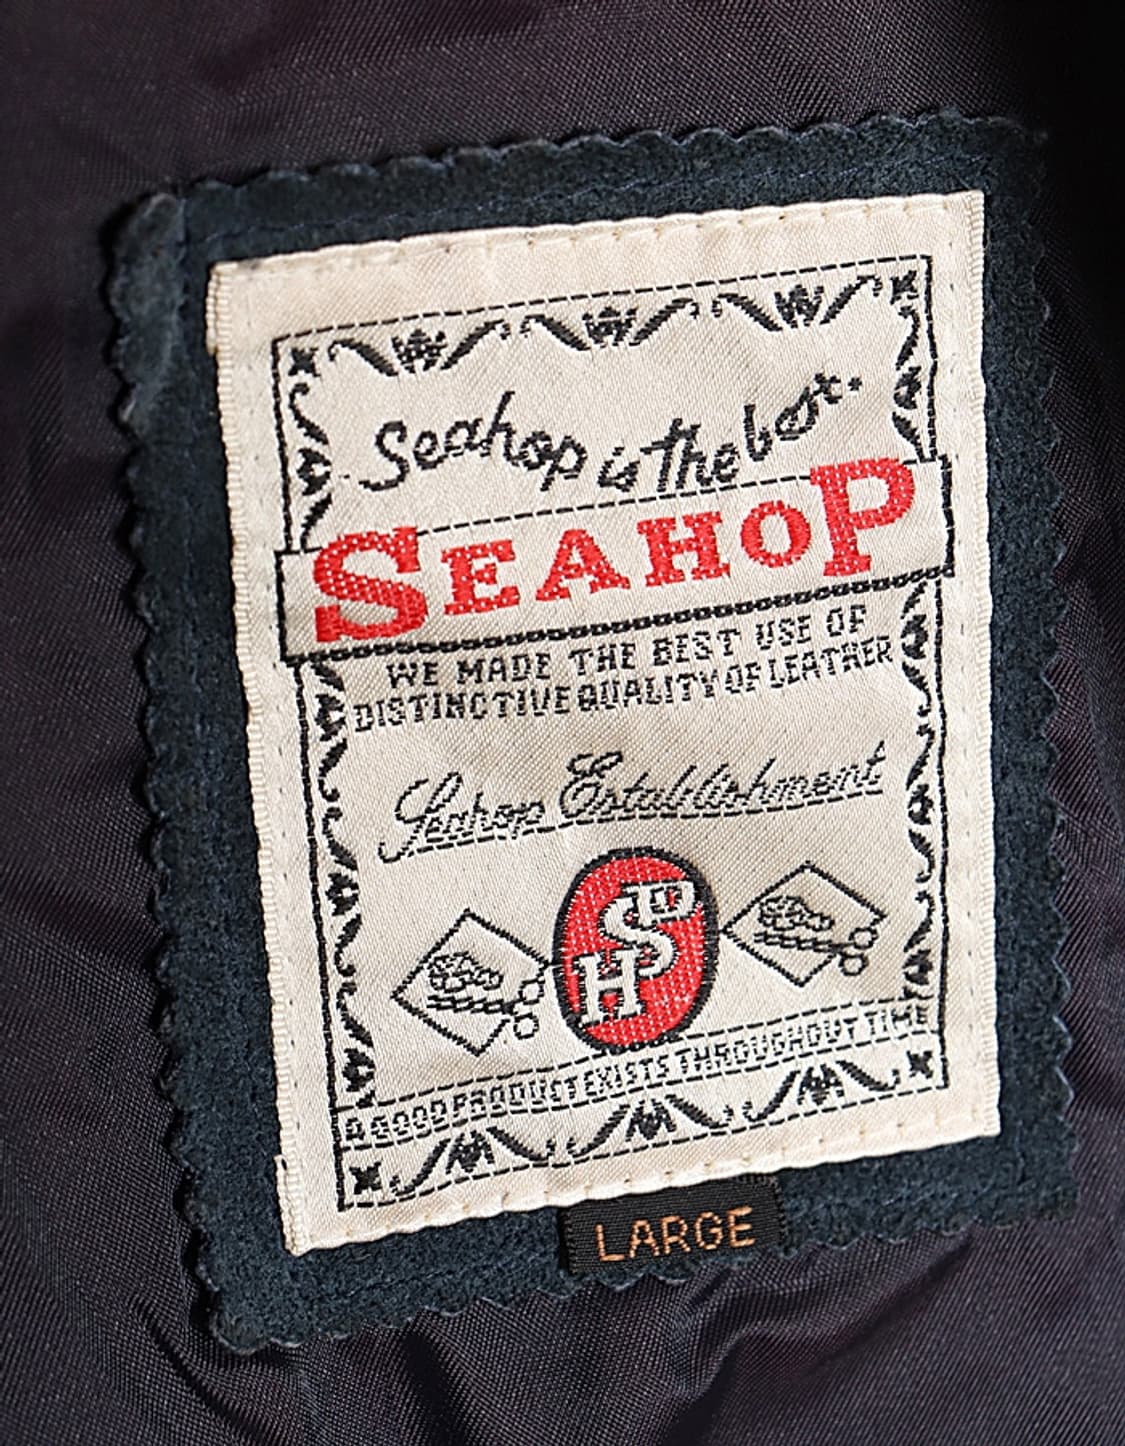 Seahop is the best.
SEAHOP
WE MADE THE BEST USE OF
DISTINCTIVE QUALITY OF LEATHER
Seahop Establishment
SHP
A GOOD PRODUCT EXISTS THROUGHOUT TIME
LARGE